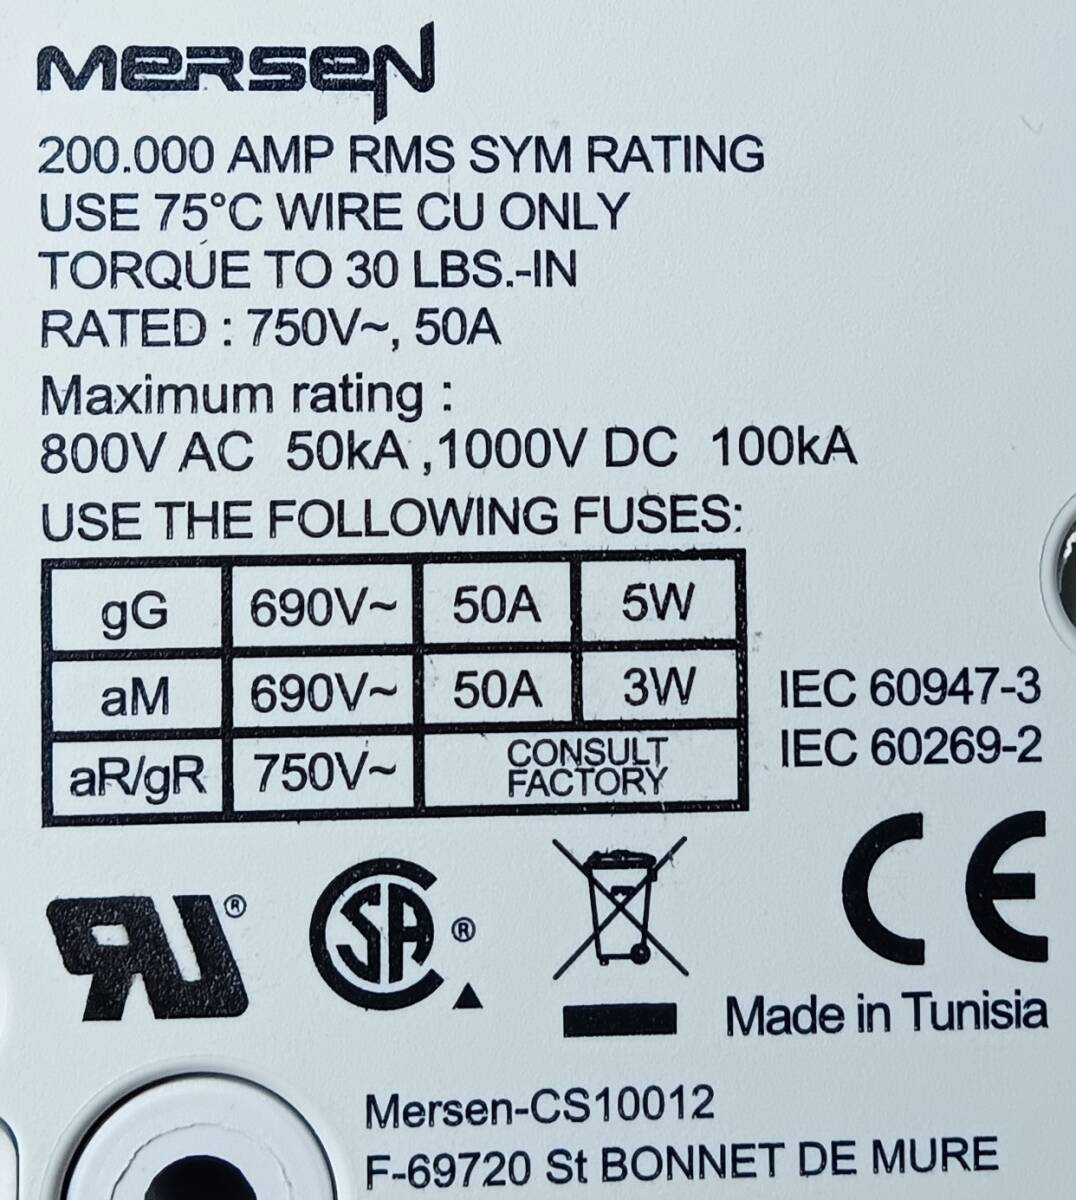 MERSEN
200.000 AMP RMS SYM RATING
USE 75°C WIRE CU ONLY
TORQUE TO 30 LBS.-IN
RATED : 750V~, 50A
Maximum rating :
800V AC 50kA ,1000V DC 100kA
USE THE FOLLOWING FUSES:
gG 690V~ 50A 5W
aM 690V~ 50A 3W
aR/gR 750V~ CONSULT FACTORY
IEC 60947-3
IEC 60269-2
RU® SA® CE
Made in Tunisia
Mersen-CS10012
F-69720 St BONNET DE MURE